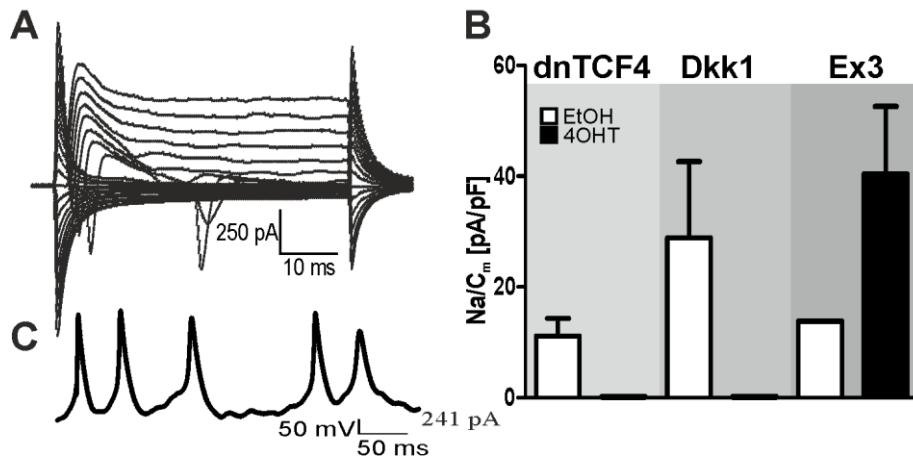 A
250 pA
10 ms
C
50 mV
50 ms
241 pA
B
dnTCF4 Dkk1 Ex3
EtOH
4OHT
Na/Cm [pA/pF]
60
40
20
0